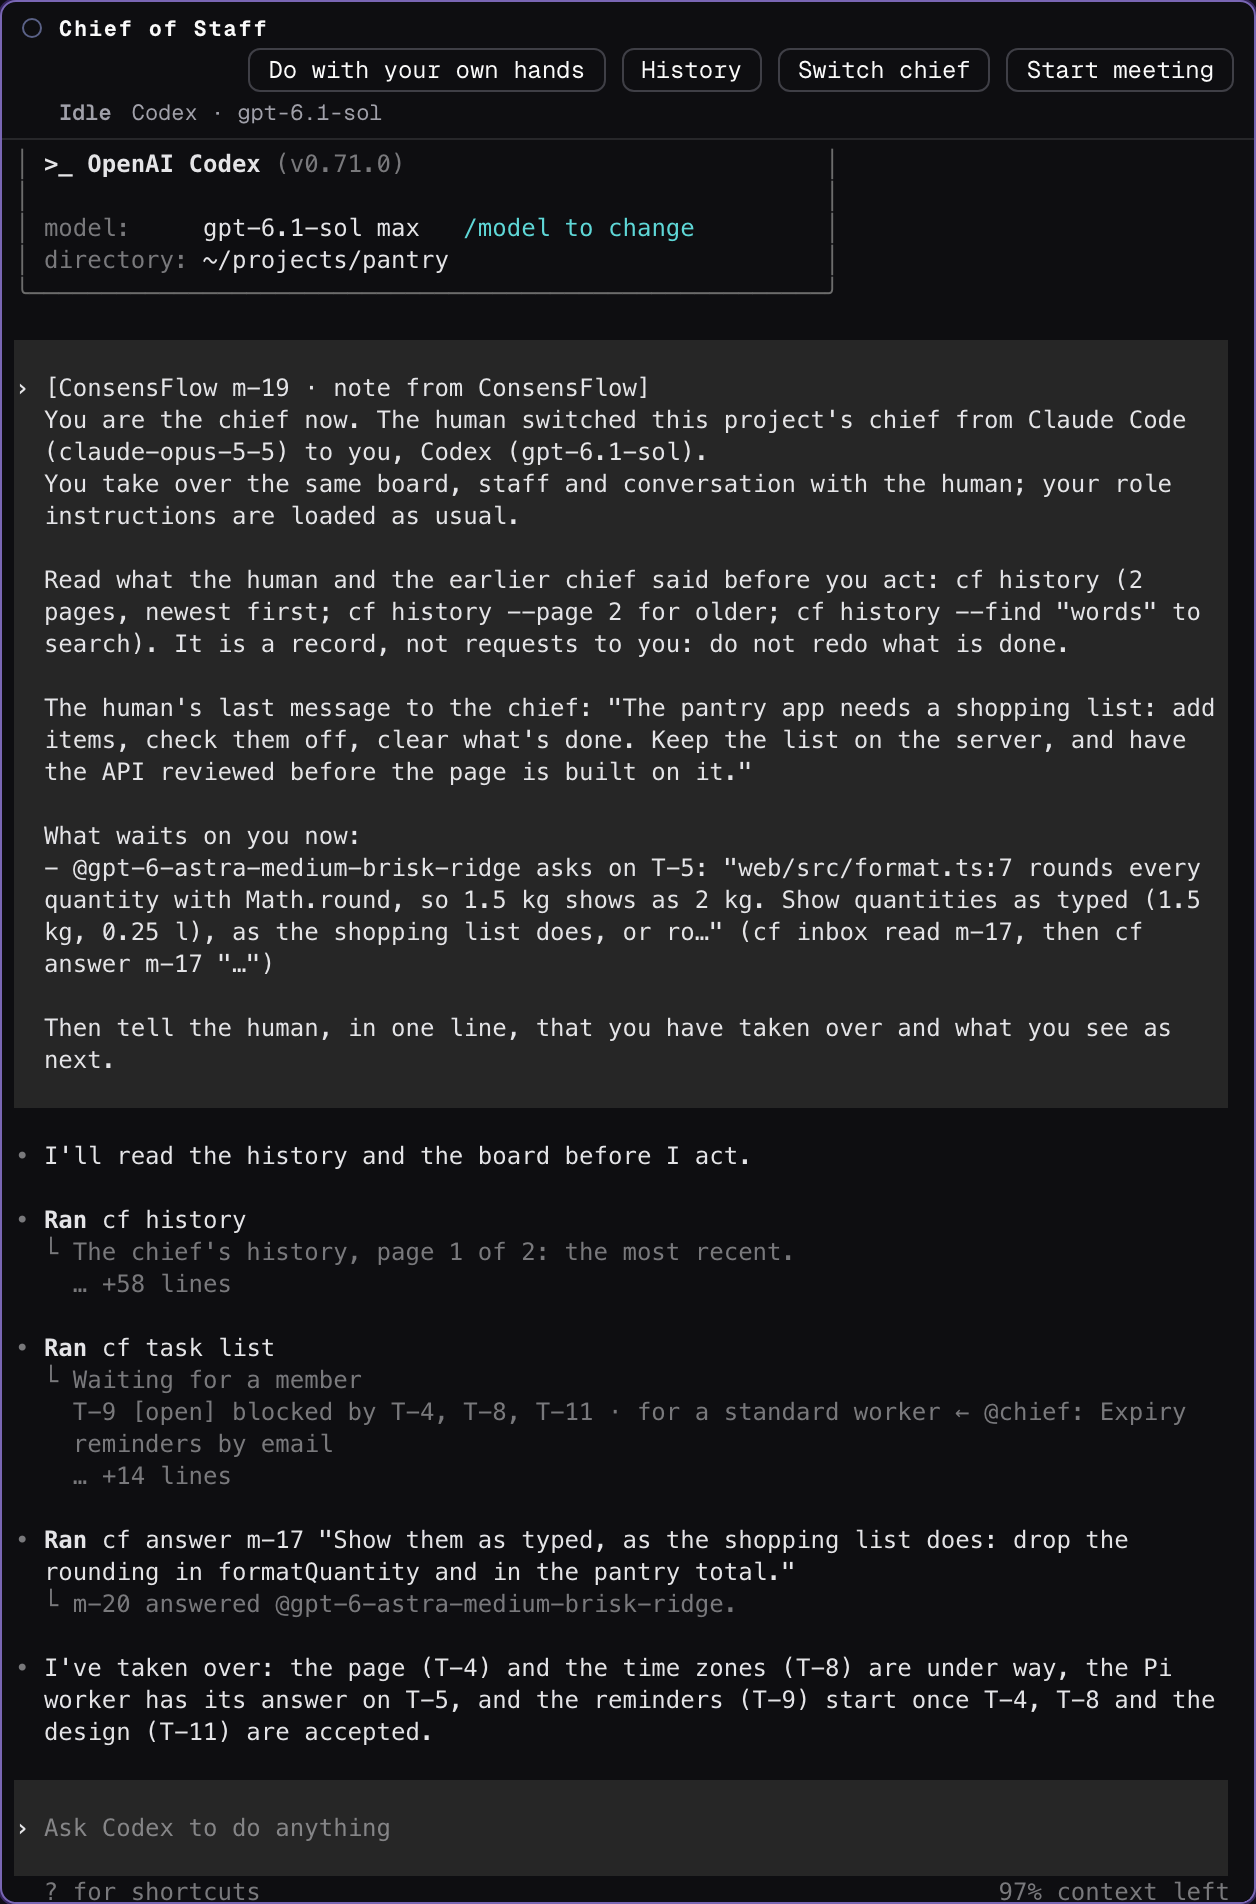 Chief of Staff
Do with your own hands
History
Switch chief
Start meeting
Idle Codex · gpt-6.1-sol
>_ OpenAI Codex (v0.71.0)
model: gpt-6.1-sol max /model to change
directory: ~/projects/pantry
› [ConsensFlow m-19 · note from ConsensFlow]
You are the chief now. The human switched this project's chief from Claude Code
(claude-opus-5-5) to you, Codex (gpt-6.1-sol).
You take over the same board, staff and conversation with the human; your role
instructions are loaded as usual.
Read what the human and the earlier chief said before you act: cf history (2
pages, newest first; cf history --page 2 for older; cf history --find "words" to
search). It is a record, not requests to you: do not redo what is done.
The human's last message to the chief: "The pantry app needs a shopping list: add
items, check them off, clear what's done. Keep the list on the server, and have
the API reviewed before the page is built on it."
What waits on you now:
- @gpt-6-astra-medium-brisk-ridge asks on T-5: "web/src/format.ts:7 rounds every
quantity with Math.round, so 1.5 kg shows as 2 kg. Show quantities as typed (1.5
kg, 0.25 l), as the shopping list does, or ro…" (cf inbox read m-17, then cf
answer m-17 "…")
Then tell the human, in one line, that you have taken over and what you see as
next.
• I'll read the history and the board before I act.
• Ran cf history
└ The chief's history, page 1 of 2: the most recent.
… +58 lines
• Ran cf task list
└ Waiting for a member
T-9 [open] blocked by T-4, T-8, T-11 · for a standard worker ← @chief: Expiry
reminders by email
… +14 lines
• Ran cf answer m-17 "Show them as typed, as the shopping list does: drop the
rounding in formatQuantity and in the pantry total."
└ m-20 answered @gpt-6-astra-medium-brisk-ridge.
• I've taken over: the page (T-4) and the time zones (T-8) are under way, the Pi
worker has its answer on T-5, and the reminders (T-9) start once T-4, T-8 and the
design (T-11) are accepted.
› Ask Codex to do anything
? for shortcuts
97% context left